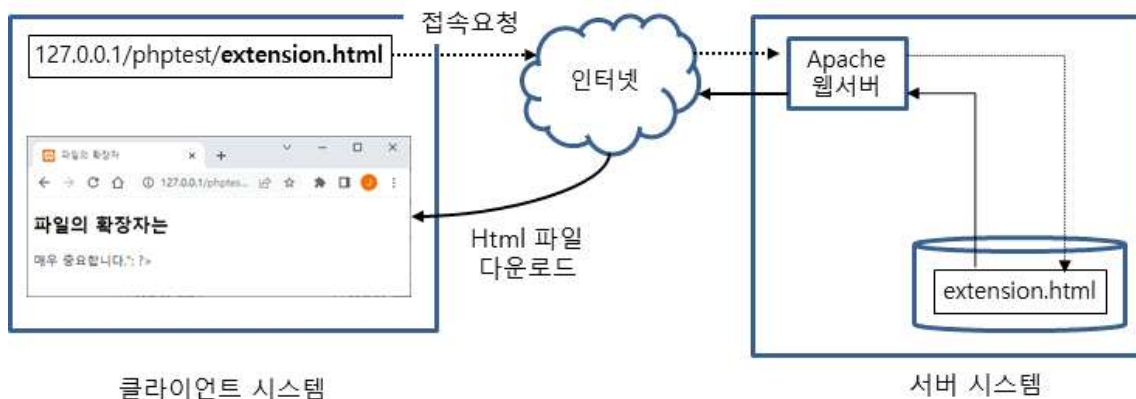 접속요청
127.0.0.1/phptest/extension.html
인터넷
Apache
웹서버
파일의 확장자
127.0.0.1/phptes...
파일의 확장자는
매우 중요합니다.";?>
Html 파일
다운로드
extension.html
클라이언트 시스템
서버 시스템